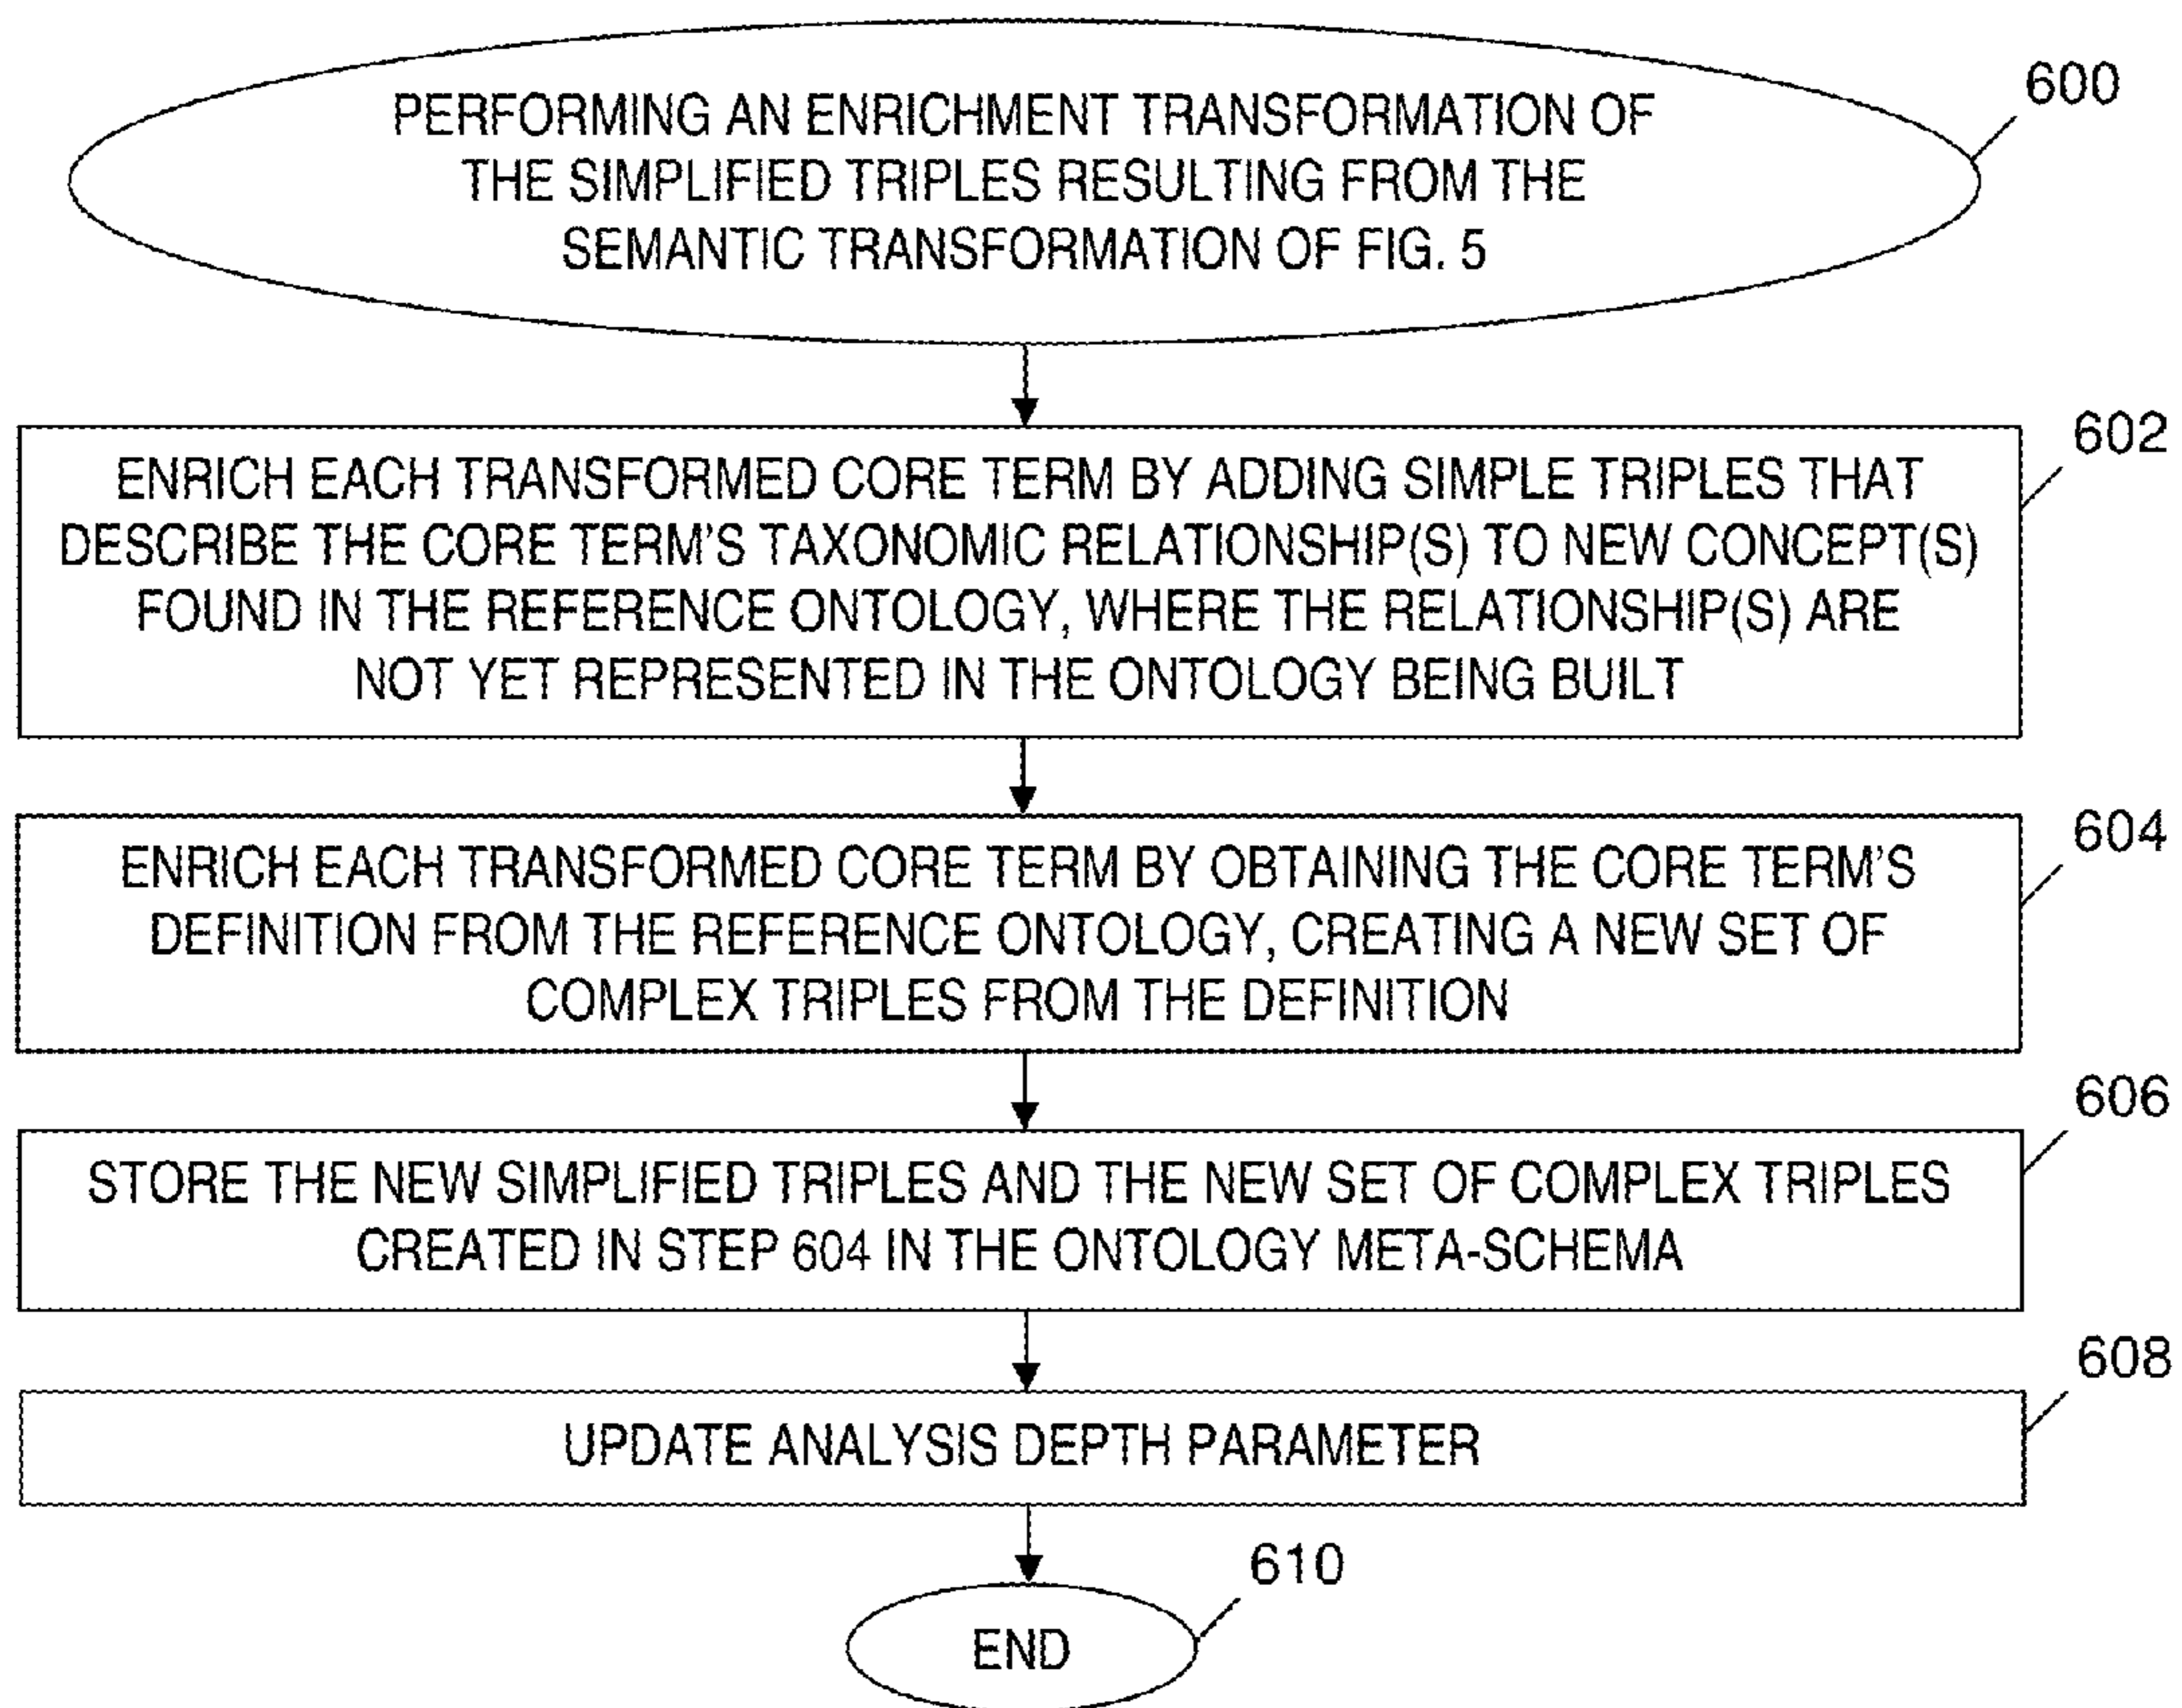 600
PERFORMING AN ENRICHMENT TRANSFORMATION OF
THE SIMPLIFIED TRIPLES RESULTING FROM THE
SEMANTIC TRANSFORMATION OF FIG. 5
602
ENRICH EACH TRANSFORMED CORE TERM BY ADDING SIMPLE TRIPLES THAT
DESCRIBE THE CORE TERM'S TAXONOMIC RELATIONSHIP(S) TO NEW CONCEPT(S)
FOUND IN THE REFERENCE ONTOLOGY, WHERE THE RELATIONSHIP(S) ARE
NOT YET REPRESENTED IN THE ONTOLOGY BEING BUILT
604
ENRICH EACH TRANSFORMED CORE TERM BY OBTAINING THE CORE TERM'S
DEFINITION FROM THE REFERENCE ONTOLOGY, CREATING A NEW SET OF
COMPLEX TRIPLES FROM THE DEFINITION
606
STORE THE NEW SIMPLIFIED TRIPLES AND THE NEW SET OF COMPLEX TRIPLES
CREATED IN STEP 604 IN THE ONTOLOGY META-SCHEMA
608
UPDATE ANALYSIS DEPTH PARAMETER
610
END